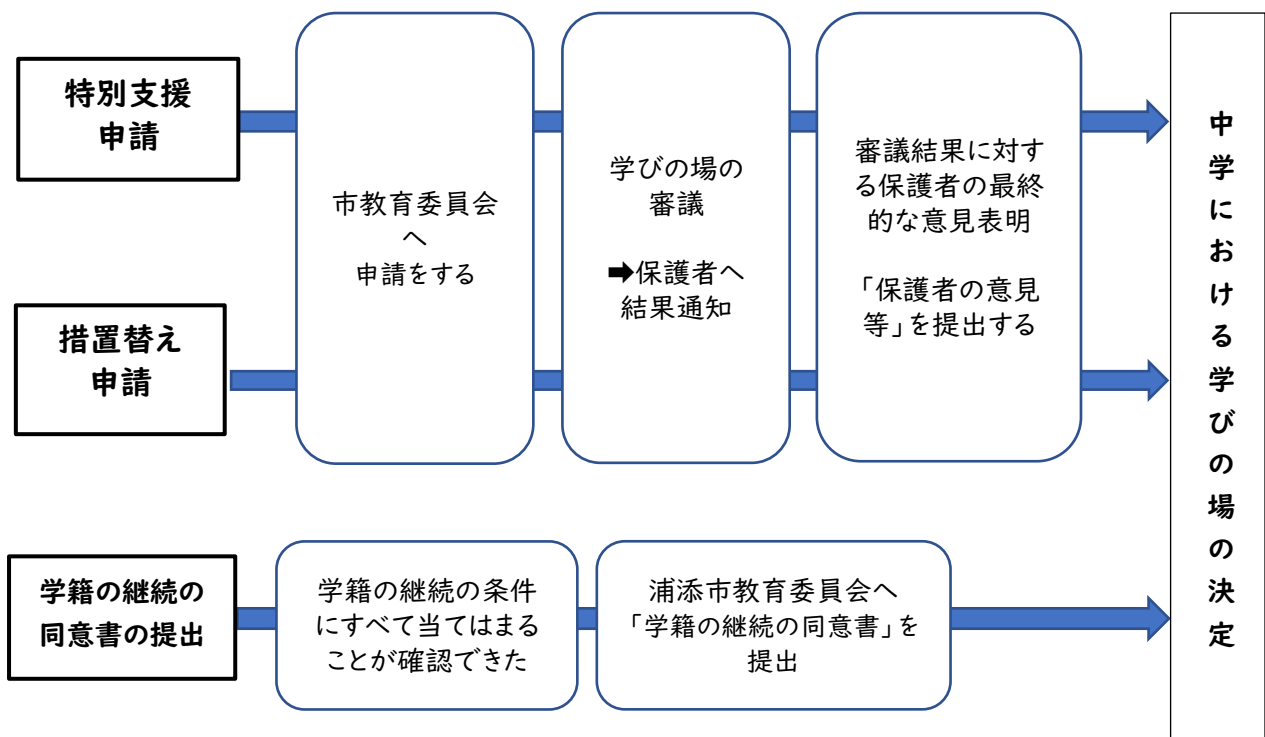 特別支援
申請
市教育委員会
へ
申請をする
学びの場の
審議
➡保護者へ
結果通知
審議結果に対す
る保護者の最終
的な意見表明
「保護者の意見
等」を提出する
措置替え
申請
学籍の継続の
同意書の提出
学籍の継続の条件
にすべて当てはまる
ことが確認できた
浦添市教育委員会へ
「学籍の継続の同意書」を
提出
中学における学びの場の決定